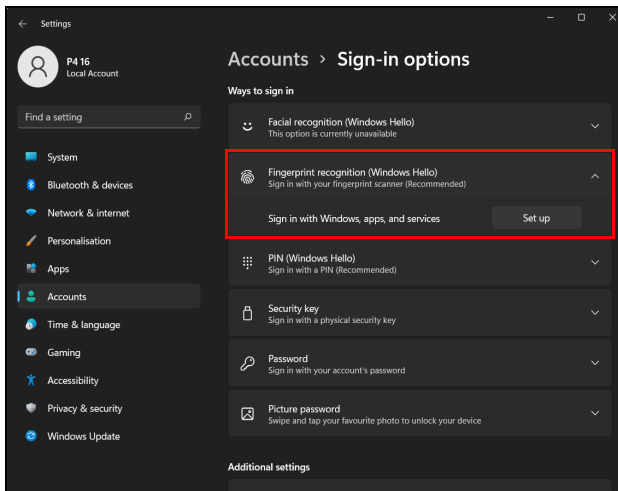 Settings
P4 16
Local Account
Find a setting
System
Bluetooth & devices
Network & internet
Personalisation
Apps
Accounts
Time & language
Gaming
Accessibility
Privacy & security
Windows Update
Accounts > Sign-in options
Ways to sign in
Facial recognition (Windows Hello)
This option is currently unavailable
Fingerprint recognition (Windows Hello)
Sign in with your fingerprint scanner (Recommended)
Sign in with Windows, apps, and services Set up
PIN (Windows Hello)
Sign in with a PIN (Recommended)
Security key
Sign in with a physical security key
Password
Sign in with your account's password
Picture password
Swipe and tap your favourite photo to unlock your device
Additional settings